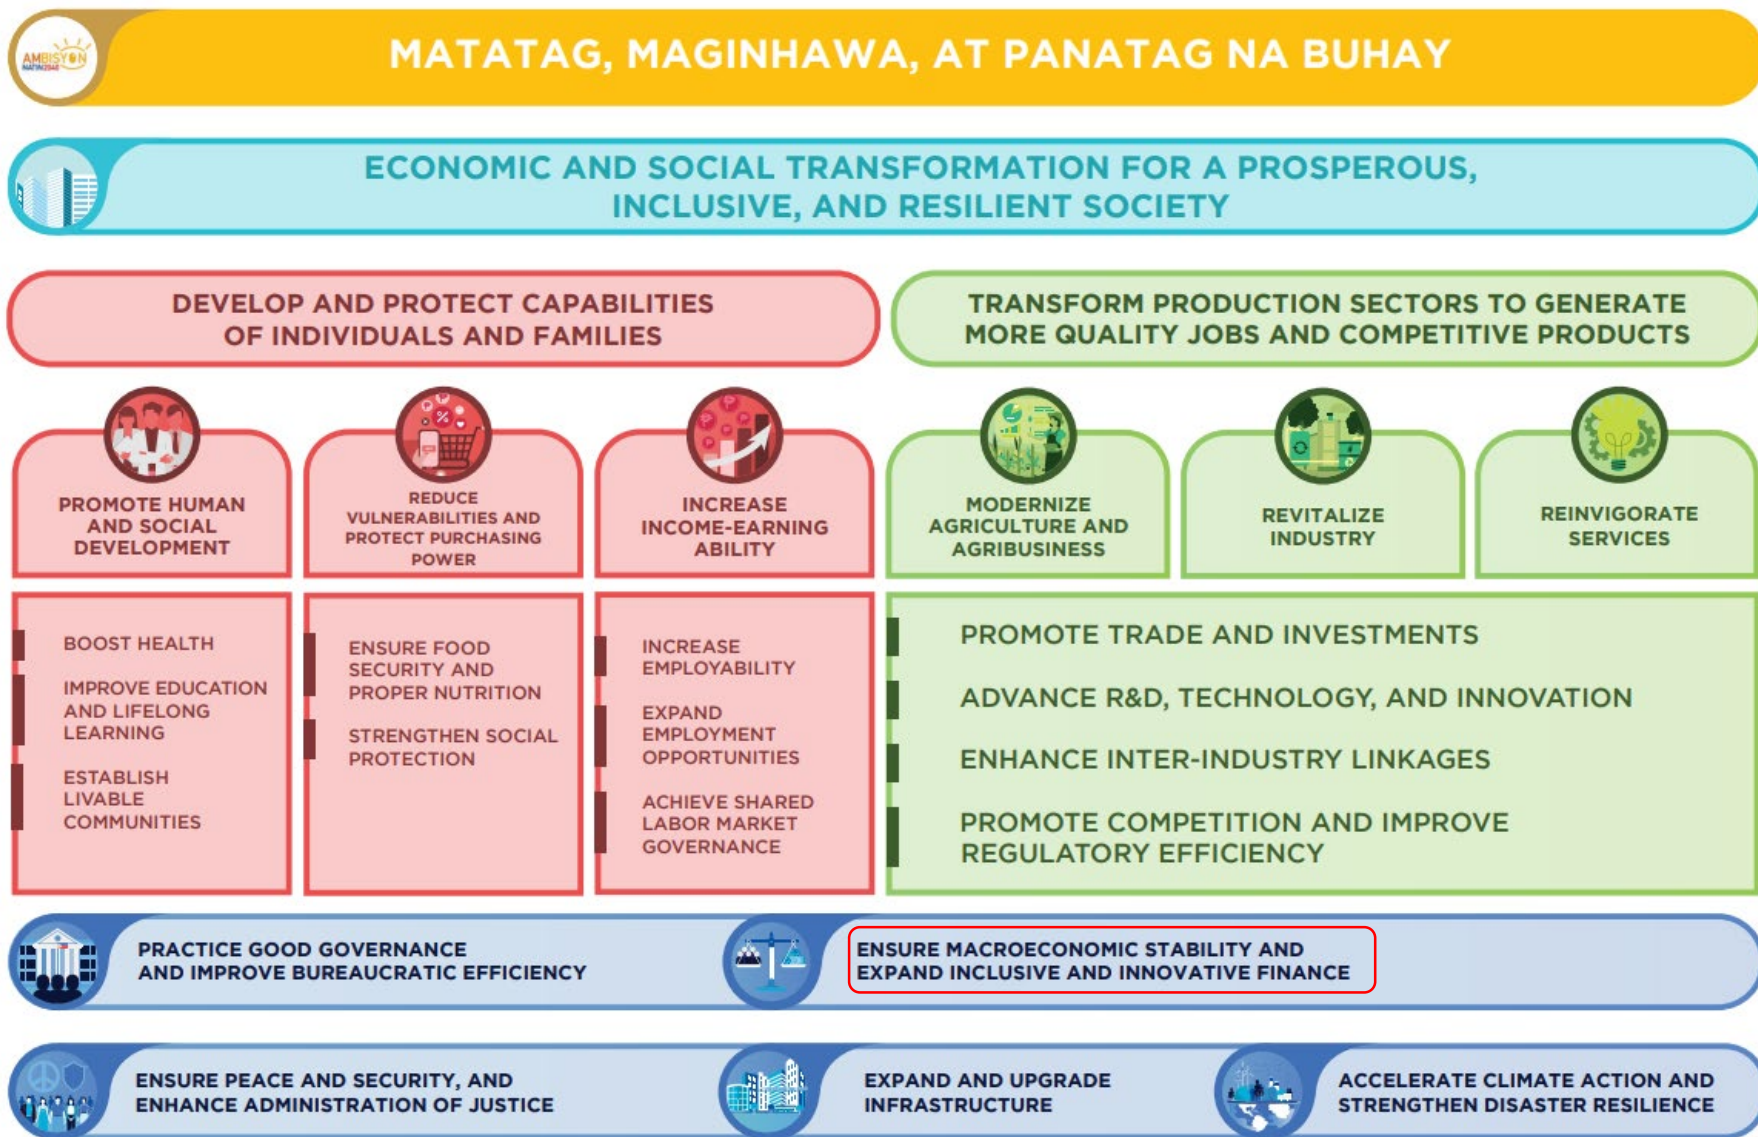 AMBISYON
NATIN2040
MATATAG, MAGINHAWA, AT PANATAG NA BUHAY
ECONOMIC AND SOCIAL TRANSFORMATION FOR A PROSPEROUS,
INCLUSIVE, AND RESILIENT SOCIETY
DEVELOP AND PROTECT CAPABILITIES
OF INDIVIDUALS AND FAMILIES
TRANSFORM PRODUCTION SECTORS TO GENERATE
MORE QUALITY JOBS AND COMPETITIVE PRODUCTS
PROMOTE HUMAN
AND SOCIAL
DEVELOPMENT
REDUCE
VULNERABILITIES AND
PROTECT PURCHASING
POWER
INCREASE
INCOME-EARNING
ABILITY
MODERNIZE
AGRICULTURE AND
AGRIBUSINESS
REVITALIZE
INDUSTRY
REINVIGORATE
SERVICES
BOOST HEALTH
IMPROVE EDUCATION
AND LIFELONG
LEARNING
ESTABLISH
LIVABLE
COMMUNITIES
ENSURE FOOD
SECURITY AND
PROPER NUTRITION
STRENGTHEN SOCIAL
PROTECTION
INCREASE
EMPLOYABILITY
EXPAND
EMPLOYMENT
OPPORTUNITIES
ACHIEVE SHARED
LABOR MARKET
GOVERNANCE
PROMOTE TRADE AND INVESTMENTS
ADVANCE R&D, TECHNOLOGY, AND INNOVATION
ENHANCE INTER-INDUSTRY LINKAGES
PROMOTE COMPETITION AND IMPROVE
REGULATORY EFFICIENCY
PRACTICE GOOD GOVERNANCE
AND IMPROVE BUREAUCRATIC EFFICIENCY
ENSURE MACROECONOMIC STABILITY AND
EXPAND INCLUSIVE AND INNOVATIVE FINANCE
ENSURE PEACE AND SECURITY, AND
ENHANCE ADMINISTRATION OF JUSTICE
EXPAND AND UPGRADE
INFRASTRUCTURE
ACCELERATE CLIMATE ACTION AND
STRENGTHEN DISASTER RESILIENCE